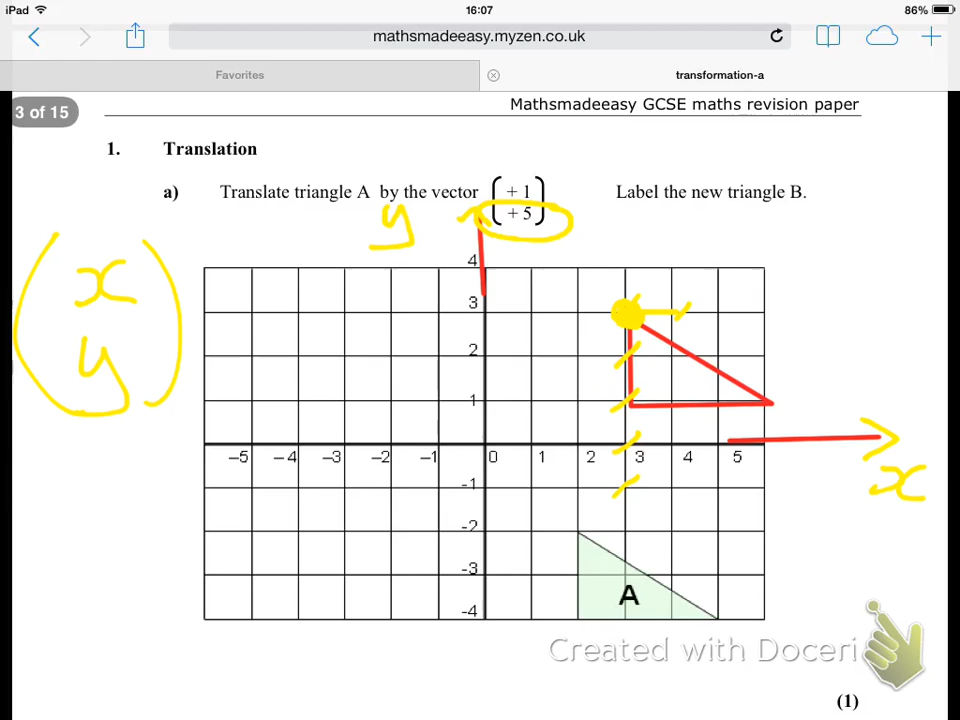 iPad 16:07 86%
mathsmadeeasy.myzen.co.uk
Favorites transformation-a
3 of 15 Mathsmadeeasy GCSE maths revision paper
1. Translation
a) Translate triangle A by the vector ( + 1 + 5 ) Label the new triangle B.
y
x
y
4
3
2
1
–5 – 4 –3 –2 –1 0 1 2 3 4 5
x
-1
-2
-3
-4
A
Created with Doceri
(1)